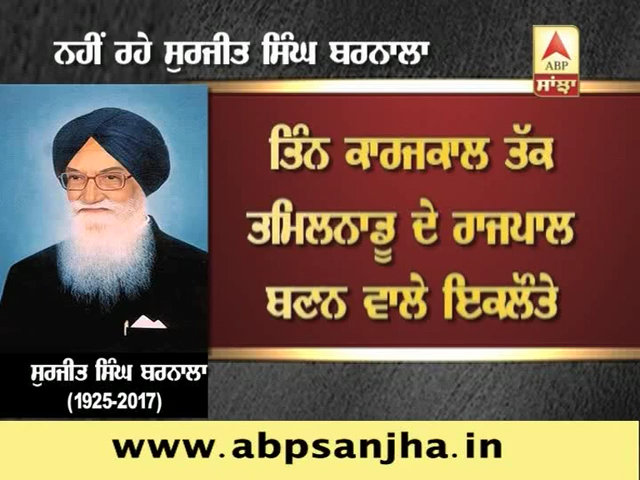 ਨਹੀਂ ਰਹੇ ਸੁਰਜੀਤ ਸਿੰਘ ਬਰਨਾਲਾ
ABP
ਸਾਂਝਾ
ਤਿੰਨ ਕਾਰਜਕਾਲ ਤੱਕ
ਤਮਿਲਨਾਡੂ ਦੇ ਰਾਜਪਾਲ
ਬਣਨ ਵਾਲੇ ਇਕਲੌਤੇ
ਸੁਰਜੀਤ ਸਿੰਘ ਬਰਨਾਲਾ
(1925-2017)
www.abpsanjha.in